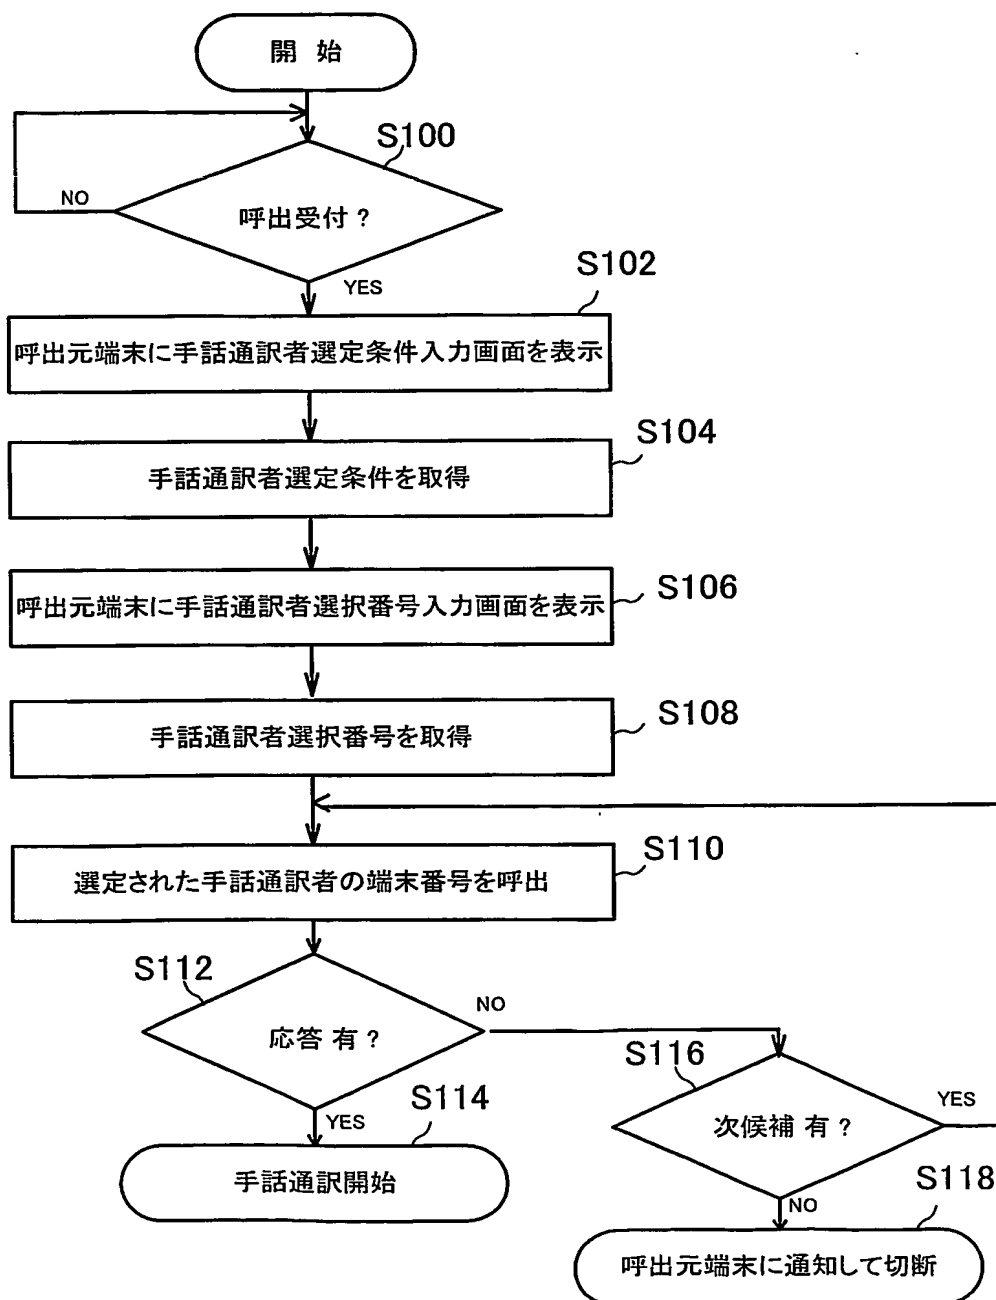 開 始
S100
NO
呼出受付?
YES
S102
呼出元端末に手話通訳者選定条件入力画面を表示
S104
手話通訳者選定条件を取得
S106
呼出元端末に手話通訳者選択番号入力画面を表示
S108
手話通訳者選択番号を取得
S110
選定された手話通訳者の端末番号を呼出
S112
NO
応答 有?
S116
YES
次候補 有?
S114
YES
手話通訳開始
S118
NO
呼出元端末に通知して切断